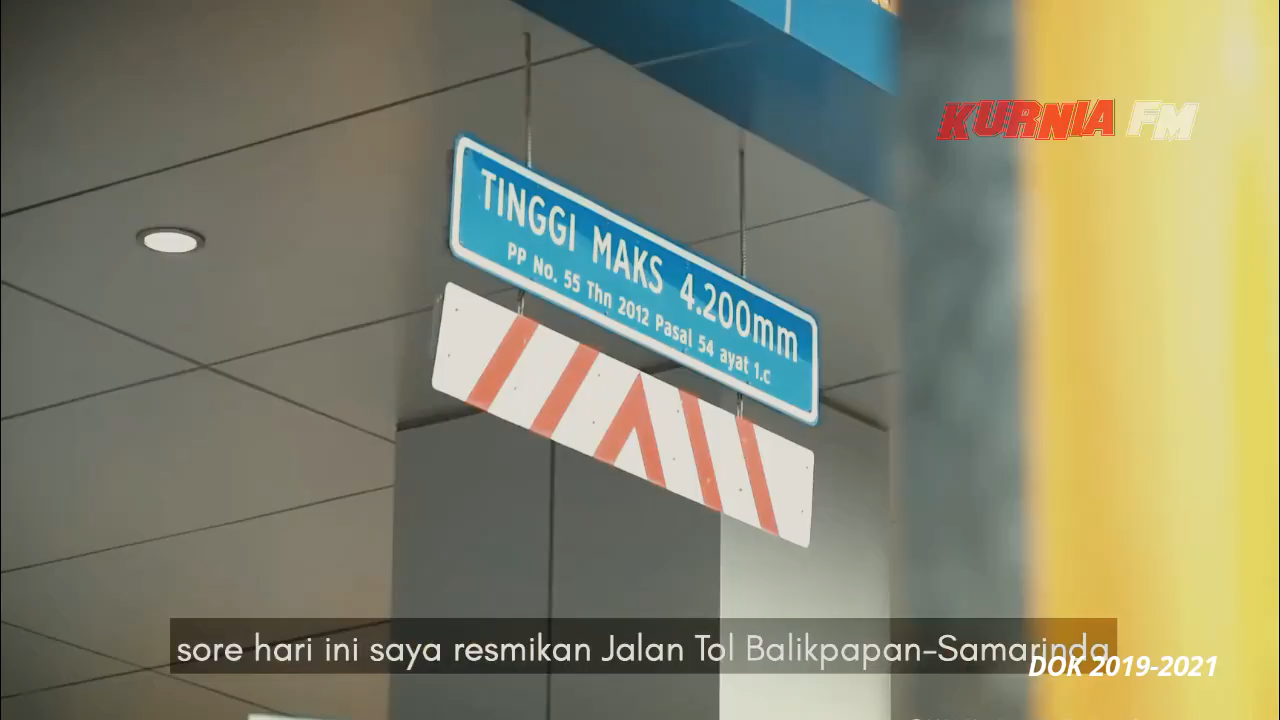 KURNIA FM
TINGGI MAKS 4.200mm
PP No. 55 Thn 2012 Pasal 54 ayat 1.c
sore hari ini saya resmikan Jalan Tol Balikpapan-Samarinda
DOK 2019-2021